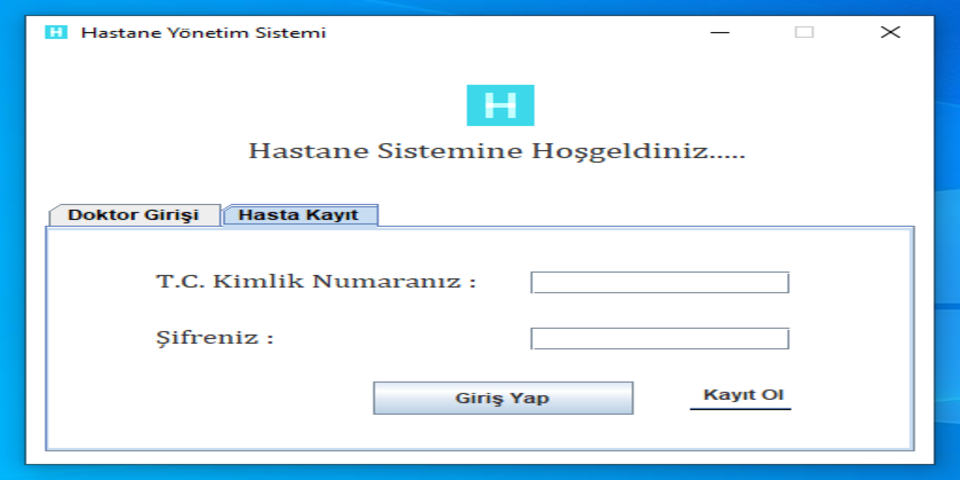 H Hastane Yönetim Sistemi
H
Hastane Sistemine Hoşgeldiniz.....
Doktor Girişi Hasta Kayıt
T.C. Kimlik Numaranız :
Şifreniz :
Giriş Yap Kayıt Ol